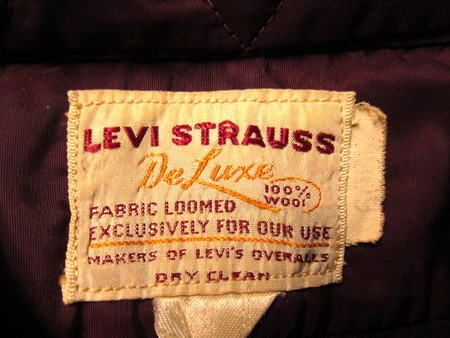 LEVI STRAUSS
De Luxe
100%
WOOL
FABRIC LOOMED
EXCLUSIVELY FOR OUR USE
MAKERS OF LEVI'S OVERALLS
DRY CLEAN